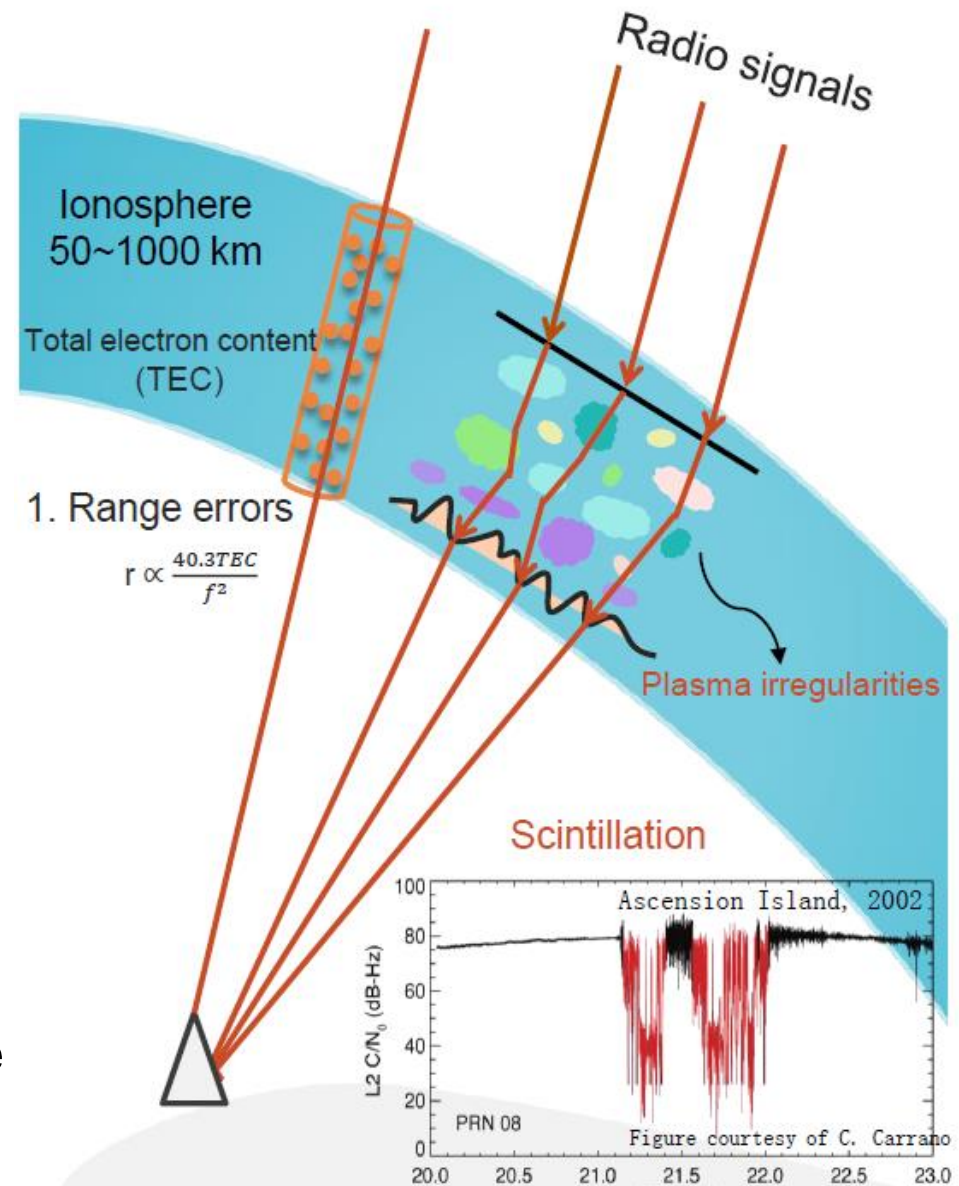 Radio signals
Ionosphere
50~1000 km
Total electron content
(TEC)
1. Range errors
r ∝ 40.3TEC / f²
Plasma irregularities
Scintillation
Ascension Island, 2002
L2 C/N₀ (dB-Hz)
100
80
60
40
20
0
PRN 08
Figure courtesy of C. Carrano
20.0 20.5 21.0 21.5 22.0 22.5 23.0
e